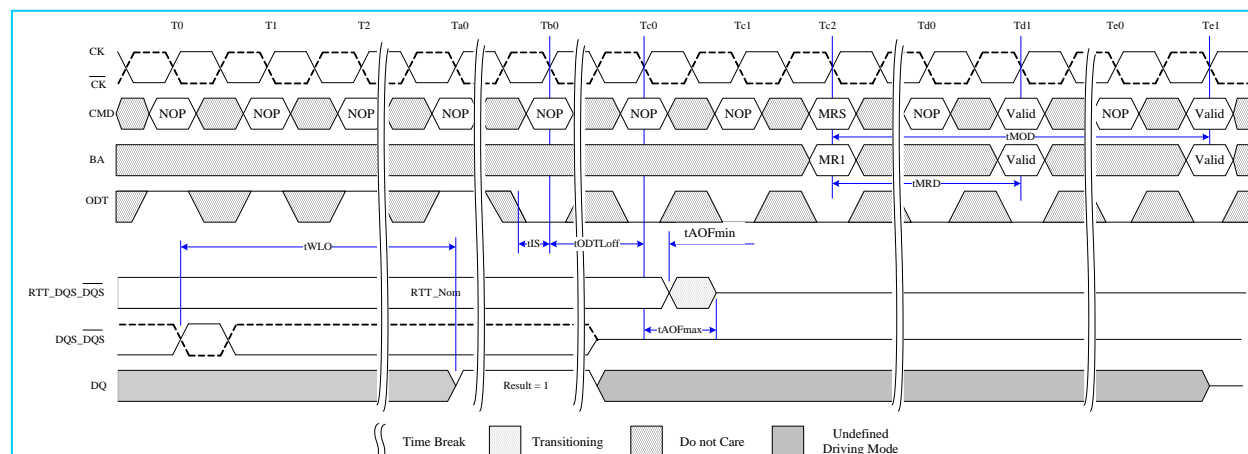 T0 T1 T2 Ta0 Tb0 Tc0 Tc1 Tc2 Td0 Td1 Te0 Te1
CK
CK
CMD NOP NOP NOP NOP NOP NOP NOP MRS NOP Valid NOP Valid
tMOD
BA MR1 Valid Valid
tMRD
ODT
tAOFmin
tWLO tIS tODTLoff
RTT_DQS_DQS RTT_Nom
tAOFmax
DQS_DQS
DQ Result = 1
Time Break Transitioning Do not Care Undefined
Driving Mode